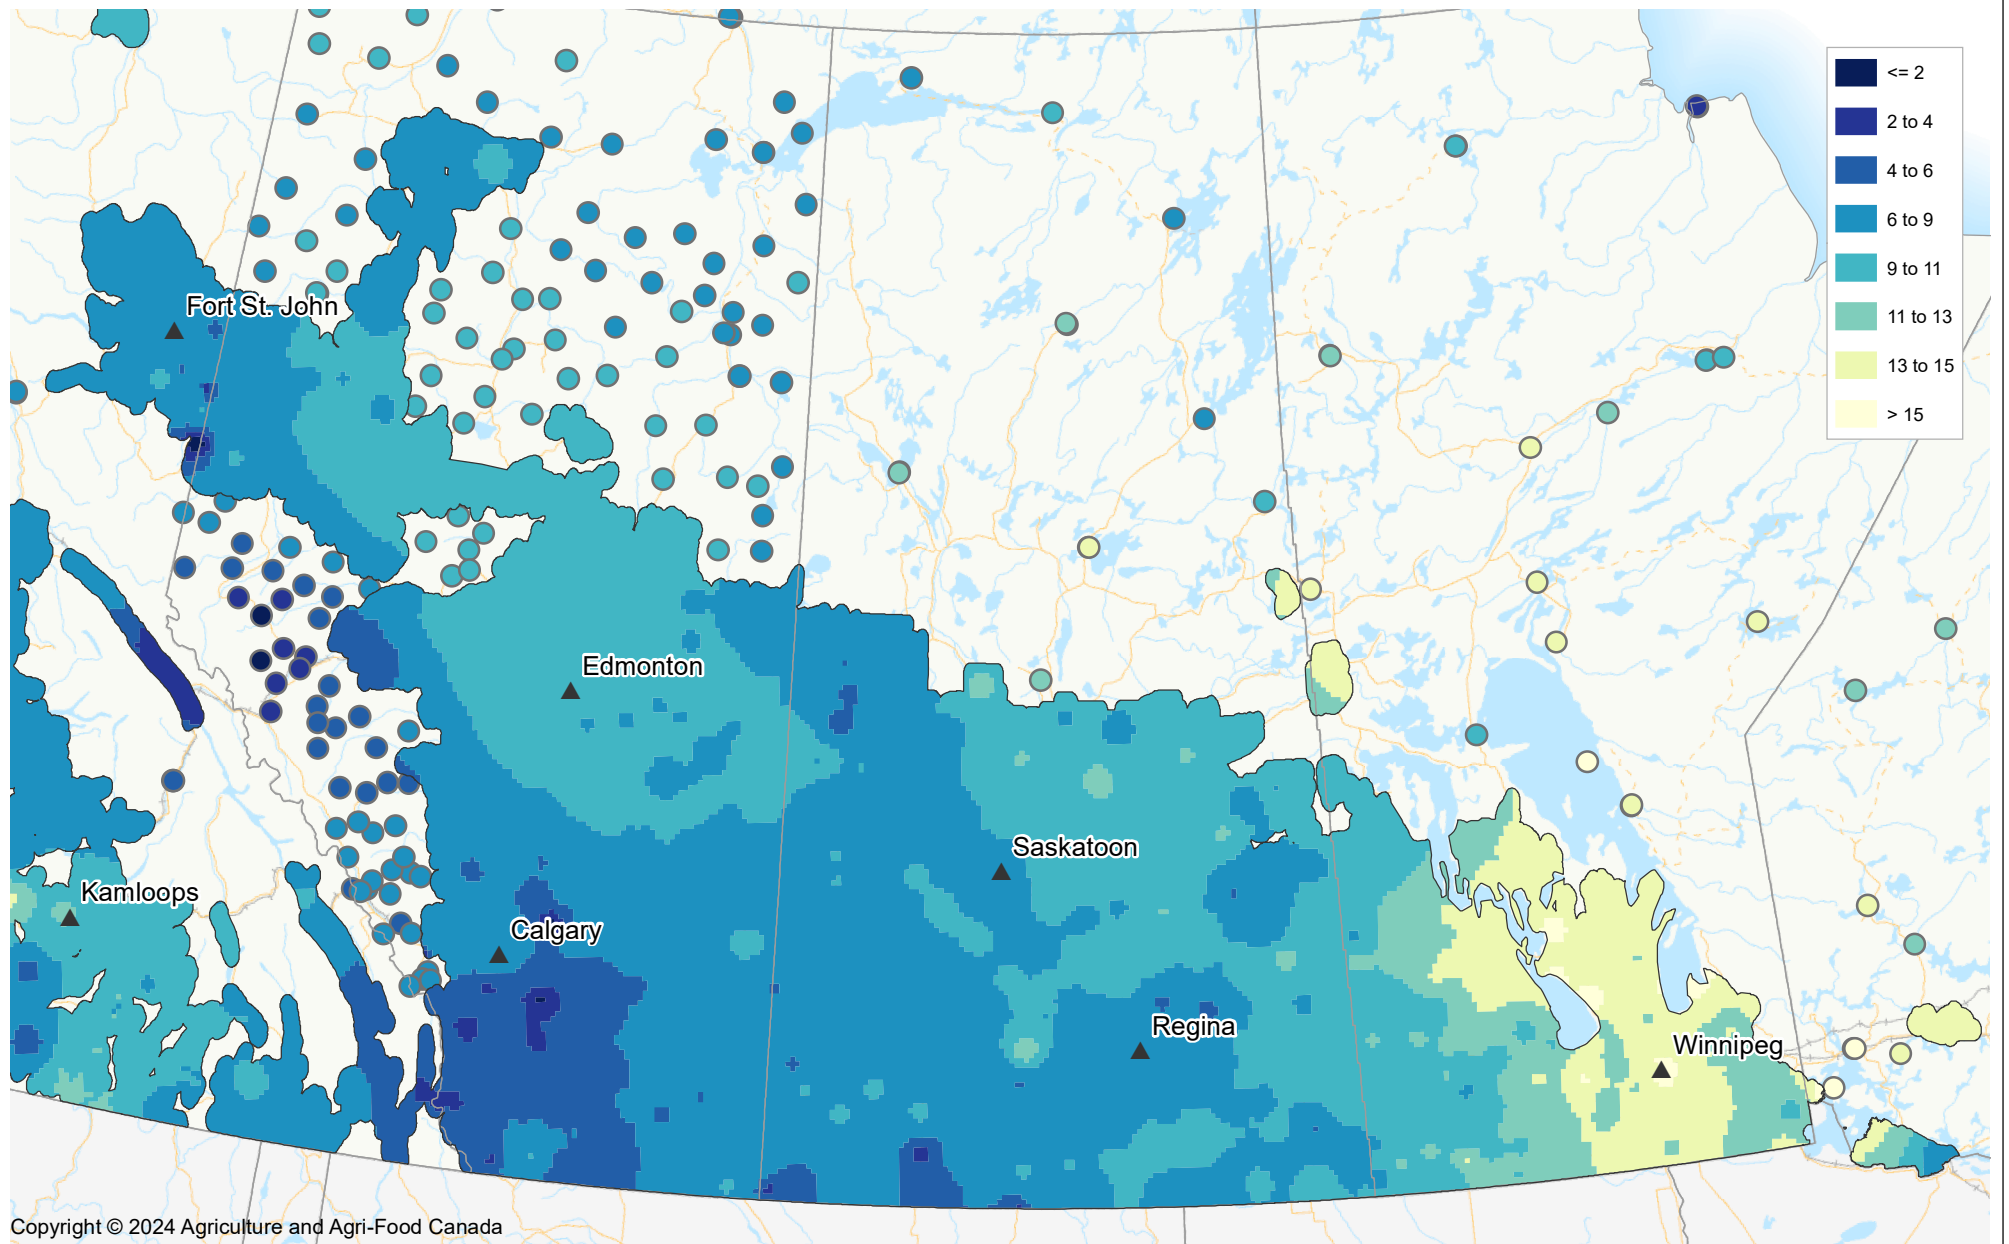 <= 2
2 to 4
4 to 6
6 to 9
9 to 11
11 to 13
13 to 15
> 15
Fort St. John
Edmonton
Saskatoon
Kamloops
Calgary
Regina
Winnipeg
Copyright © 2024 Agriculture and Agri-Food Canada